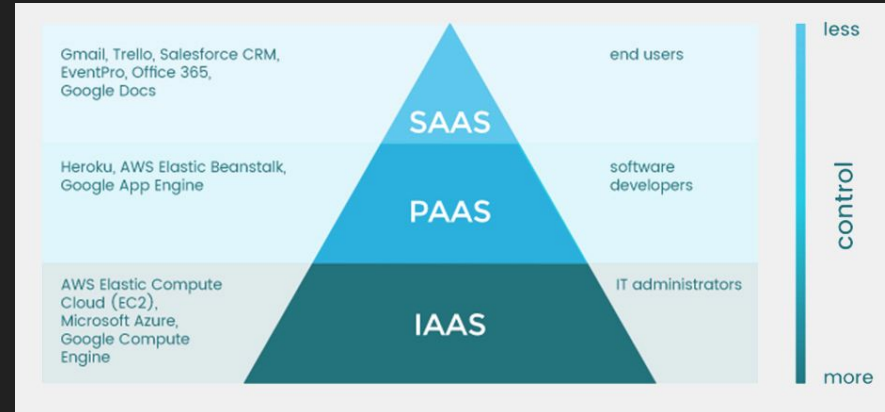 Gmail, Trello, Salesforce CRM,
EventPro, Office 365,
Google Docs
SAAS
end users
Heroku, AWS Elastic Beanstalk,
Google App Engine
PAAS
software
developers
AWS Elastic Compute
Cloud (EC2),
Microsoft Azure,
Google Compute
Engine
IAAS
IT administrators
less
control
more